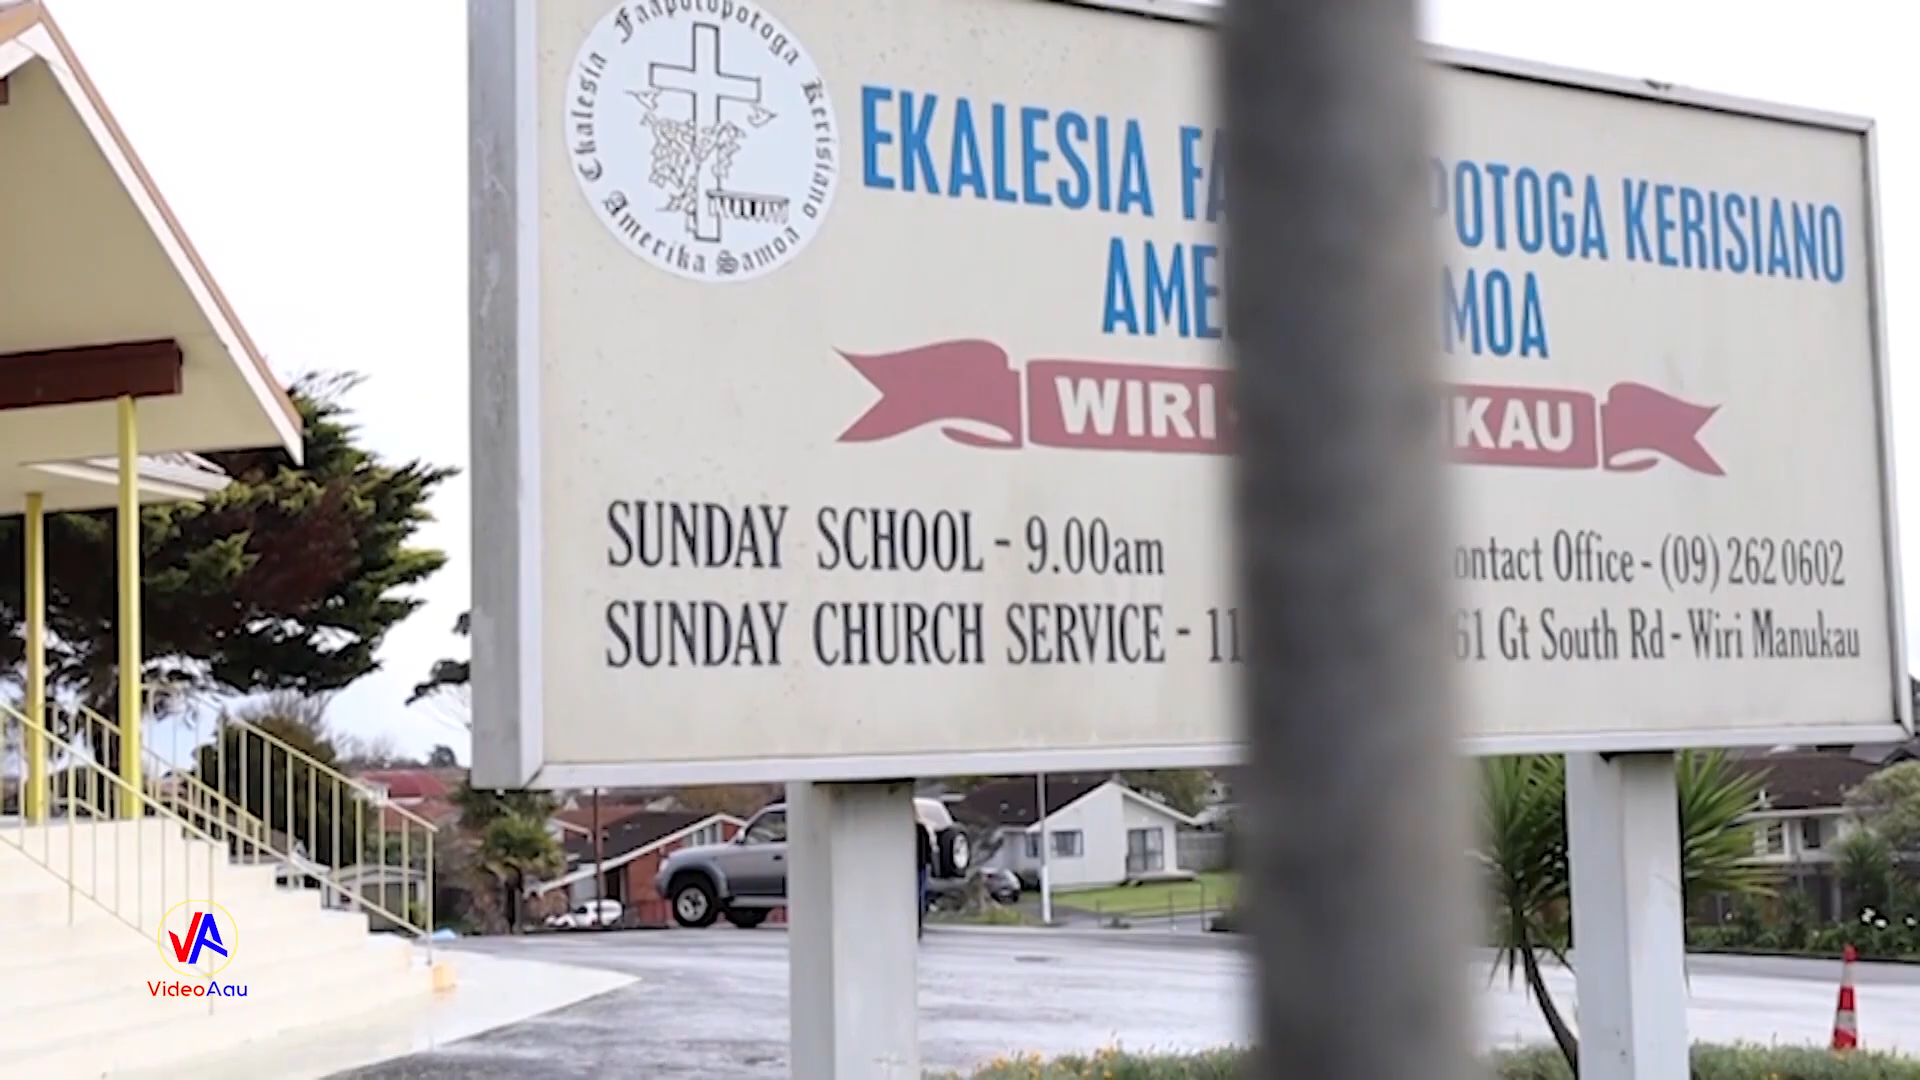 Ekalesia Faapotopotoga Kerisiano
Amerika Samoa
EKALESIA FA POTOGA KERISIANO
AME MOA
WIRI KAU
SUNDAY SCHOOL - 9.00am
SUNDAY CHURCH SERVICE - 11
ontact Office - (09) 262 0602
61 Gt South Rd - Wiri Manukau
VA
VideoAau